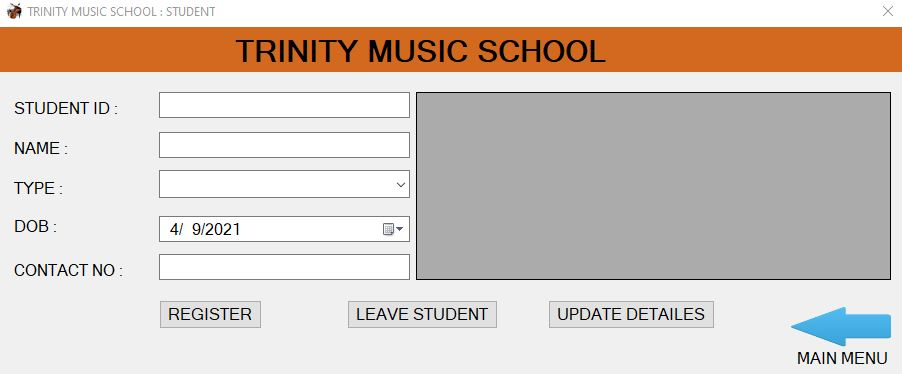 TRINITY MUSIC SCHOOL : STUDENT
TRINITY MUSIC SCHOOL
STUDENT ID :
NAME :
TYPE :
DOB :
4/ 9/2021
CONTACT NO :
REGISTER
LEAVE STUDENT
UPDATE DETAILES
MAIN MENU